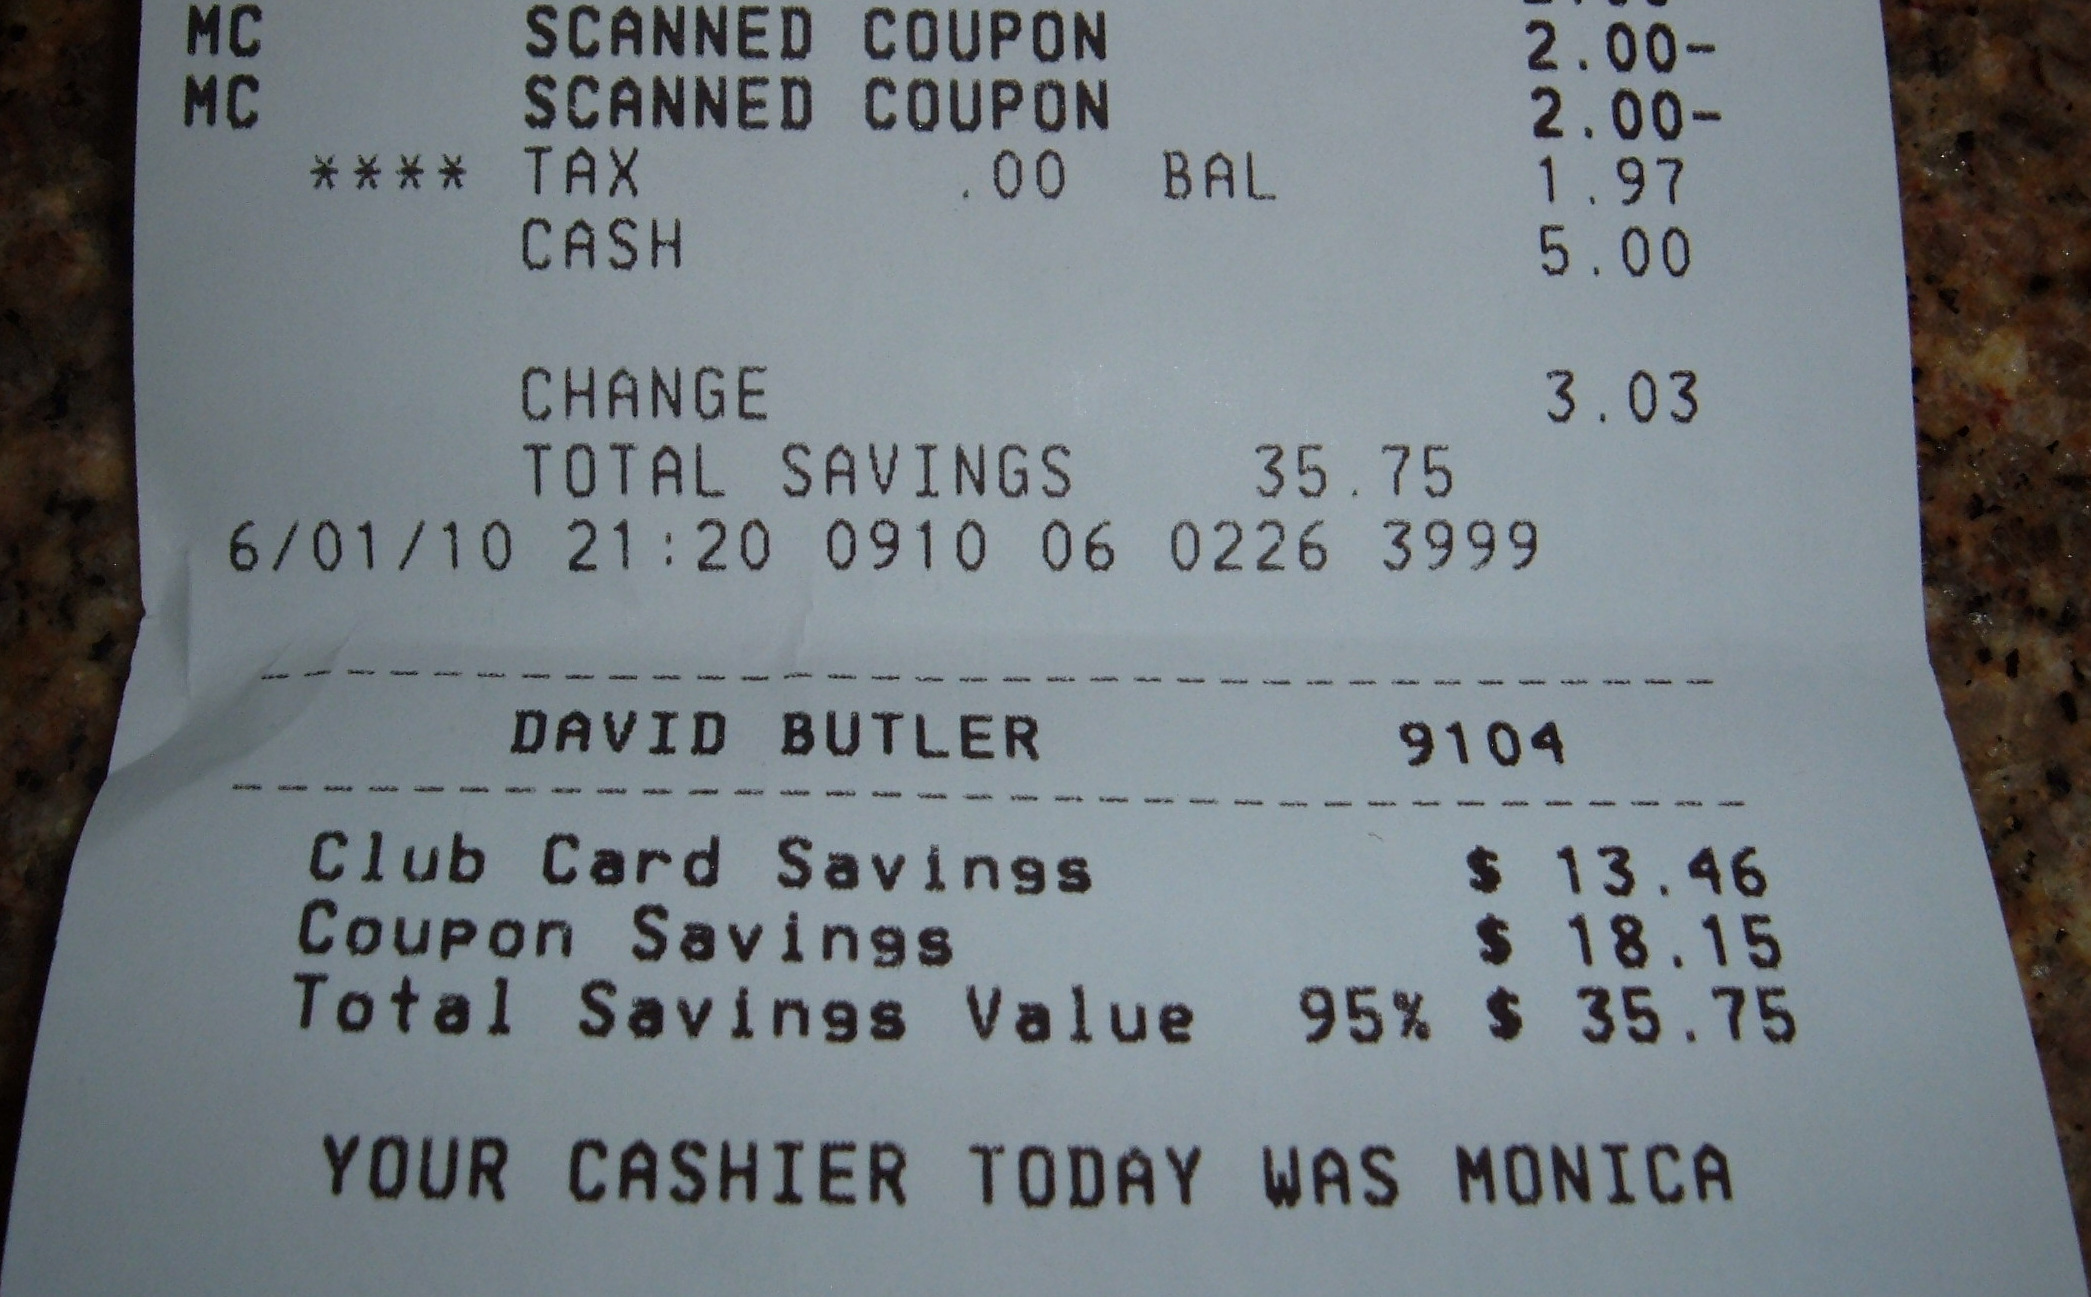 MC SCANNED COUPON 2.00-
MC SCANNED COUPON 2.00-
**** TAX .00 BAL 1.97
CASH 5.00
CHANGE 3.03
TOTAL SAVINGS 35.75
6/01/10 21:20 0910 06 0226 3999
--------------------------------
DAVID BUTLER 9104
---------------------------------
Club Card Savings $ 13.46
Coupon Savings $ 18.15
Total Savings Value 95% $ 35.75
YOUR CASHIER TODAY WAS MONICA